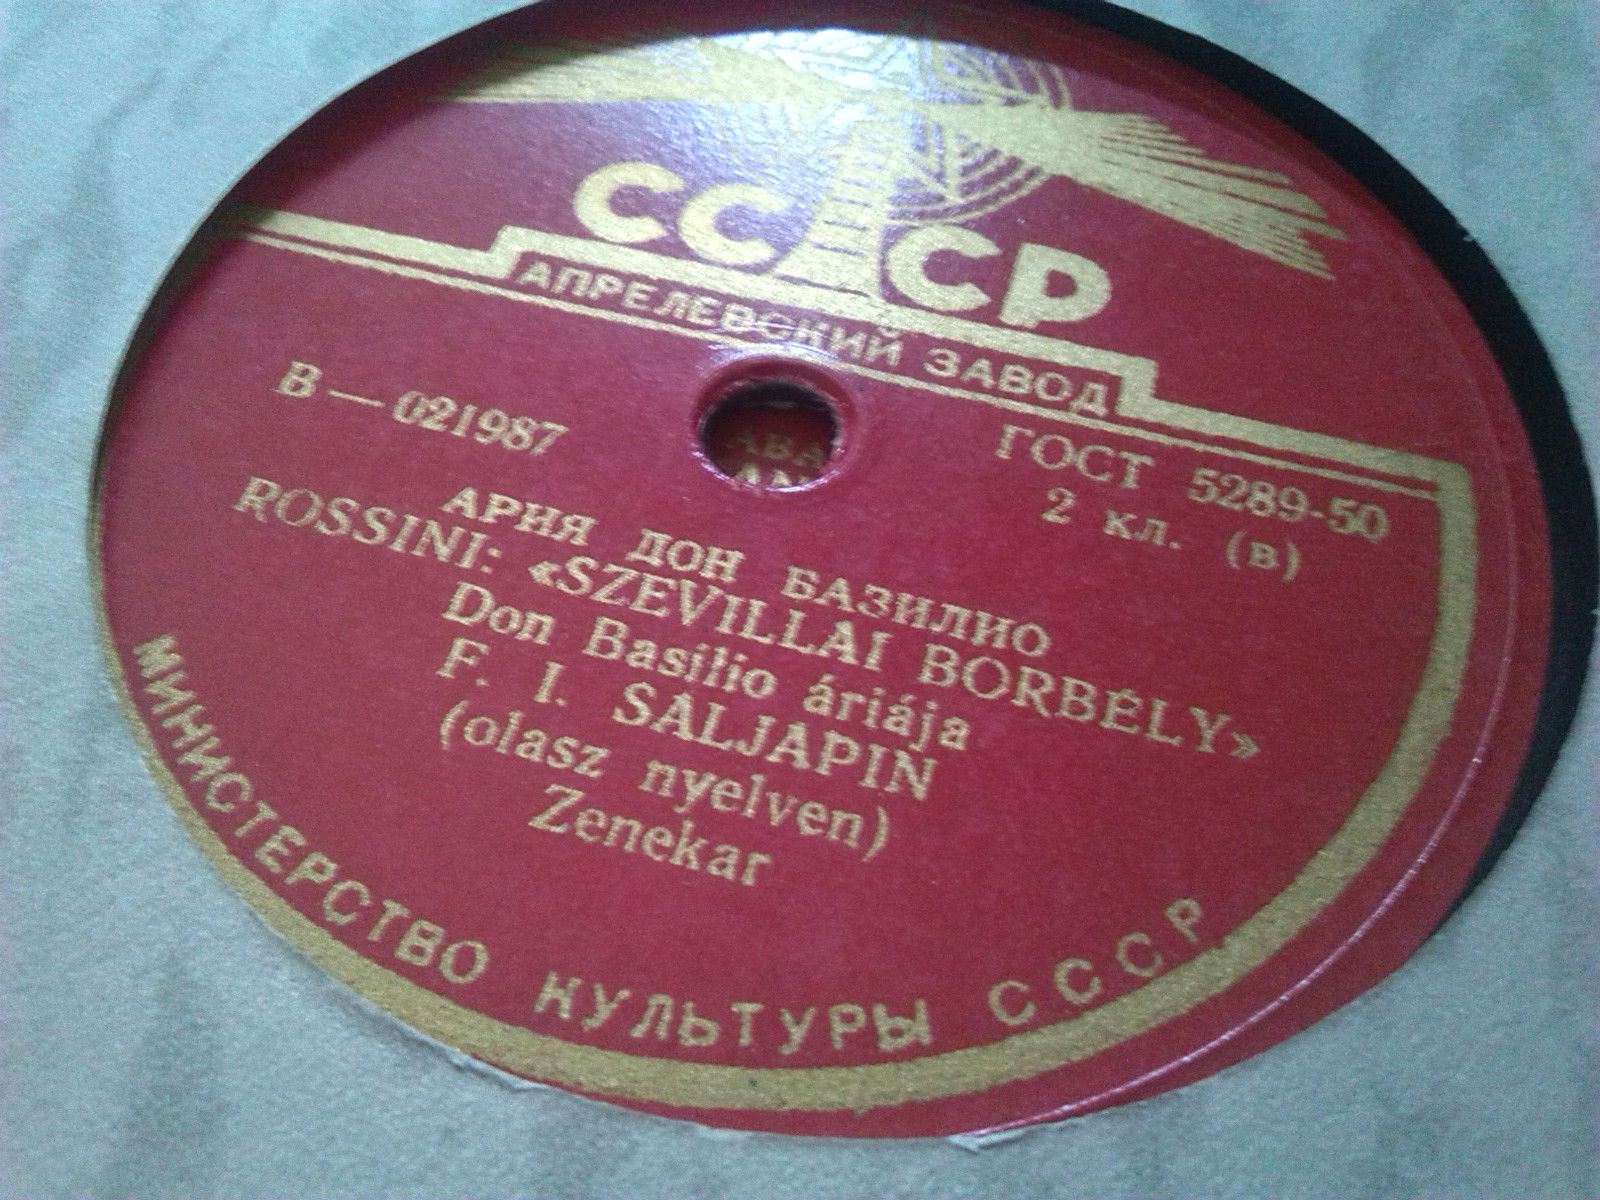 СССР
АПРЕЛЕВСКИЙ ЗАВОД
В — 021987
ГОСТ 5289-50
2 кл. (в)
АРИЯ ДОН БАЗИЛИО
ROSSINI: «SZEVILLAI BORBÉLY»
Don Basilio áriája
F. I. SALJAPIN
(olasz nyelven)
Zenekar
МИНИСТЕРСТВО КУЛЬТУРЫ СССР